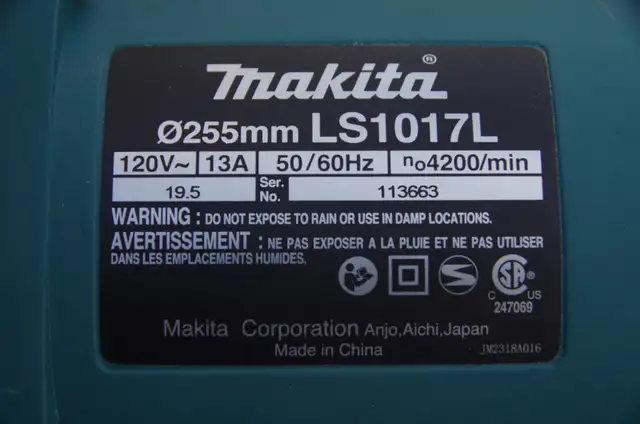 makita®
Ø255mm LS1017L
120V~ 13A 50/60Hz no4200/min
19.5 Ser. No. 113663
WARNING : DO NOT EXPOSE TO RAIN OR USE IN DAMP LOCATIONS.
AVERTISSEMENT : NE PAS EXPOSER A LA PLUIE ET NE PAS UTILISER
DANS LES EMPLACEMENTS HUMIDES.
C SA ® C US
247069
Makita Corporation Anjo,Aichi,Japan
Made in China
JM2318A016